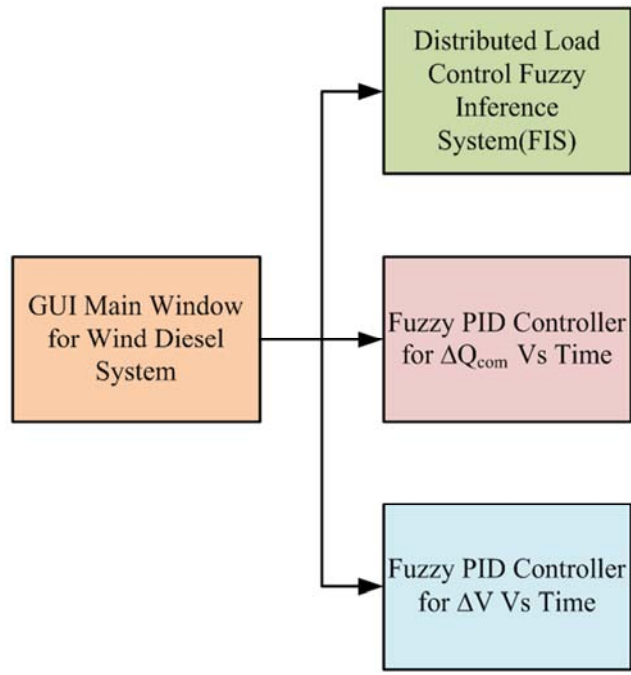 Distributed Load
Control Fuzzy
Inference
System(FIS)
GUI Main Window
for Wind Diesel
System
Fuzzy PID Controller
for ΔQcom Vs Time
Fuzzy PID Controller
for ΔV Vs Time